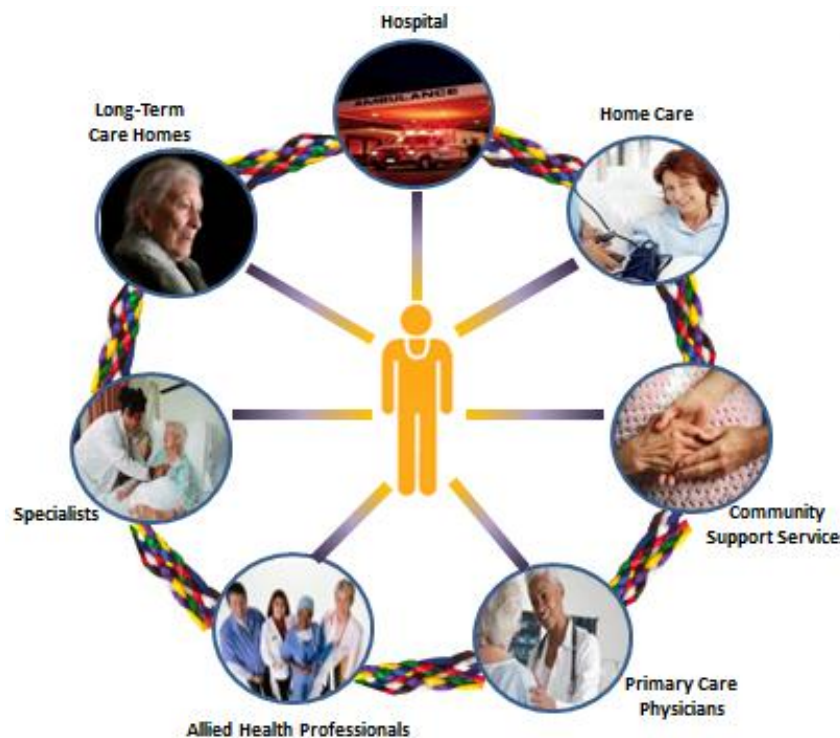 Hospital
Long-Term
Care Homes
Home Care
AMBULANCE
Specialists
Community
Support Service
Allied Health Professionals
Primary Care
Physicians